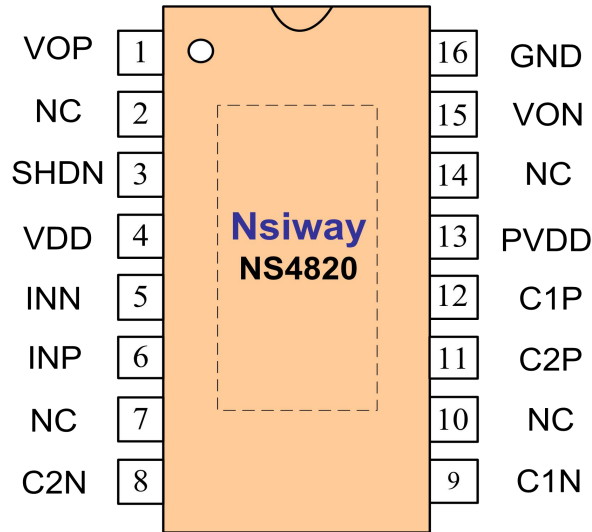 VOP 1 16 GND
NC 2 15 VON
SHDN 3 14 NC
VDD 4 Nsiway 13 PVDD
NS4820
INN 5 12 C1P
INP 6 11 C2P
NC 7 10 NC
C2N 8 9 C1N